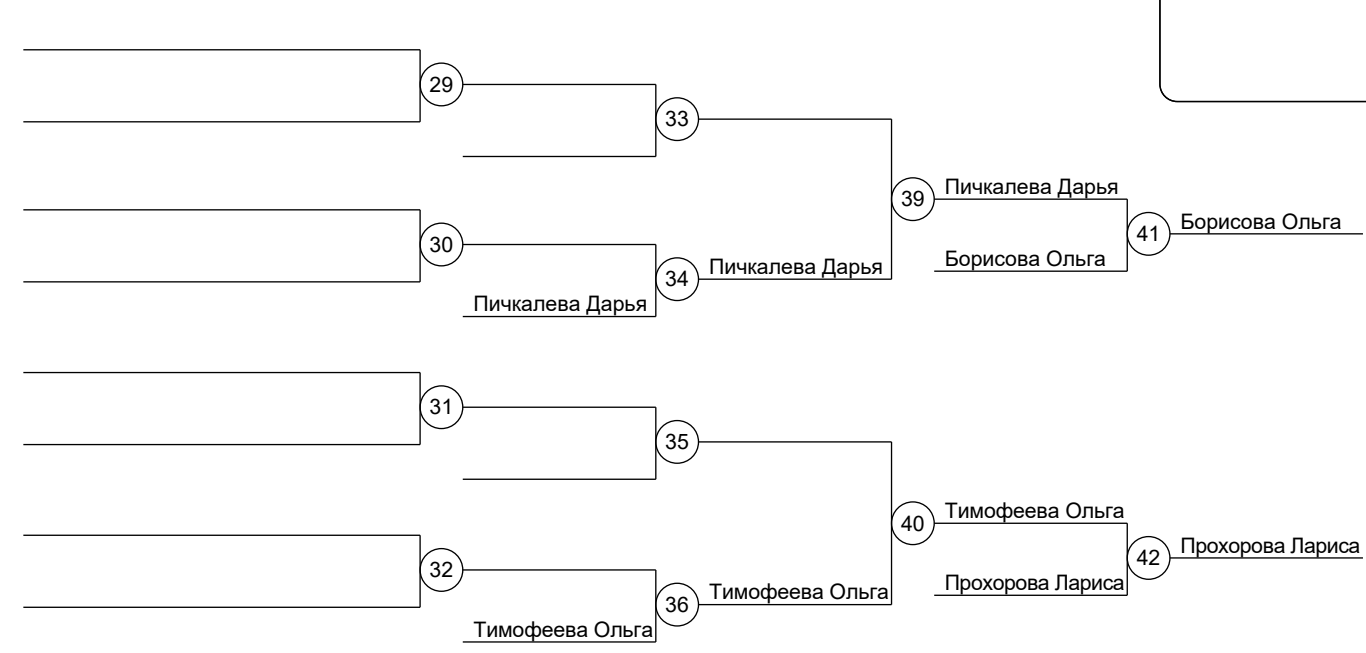 29
33
Пичкалева Дарья
39
Борисова Ольга
41
30
Пичкалева Дарья
Борисова Ольга
34
Пичкалева Дарья
31
35
Тимофеева Ольга
40
Прохорова Лариса
42
32
Тимофеева Ольга
Прохорова Лариса
36
Тимофеева Ольга